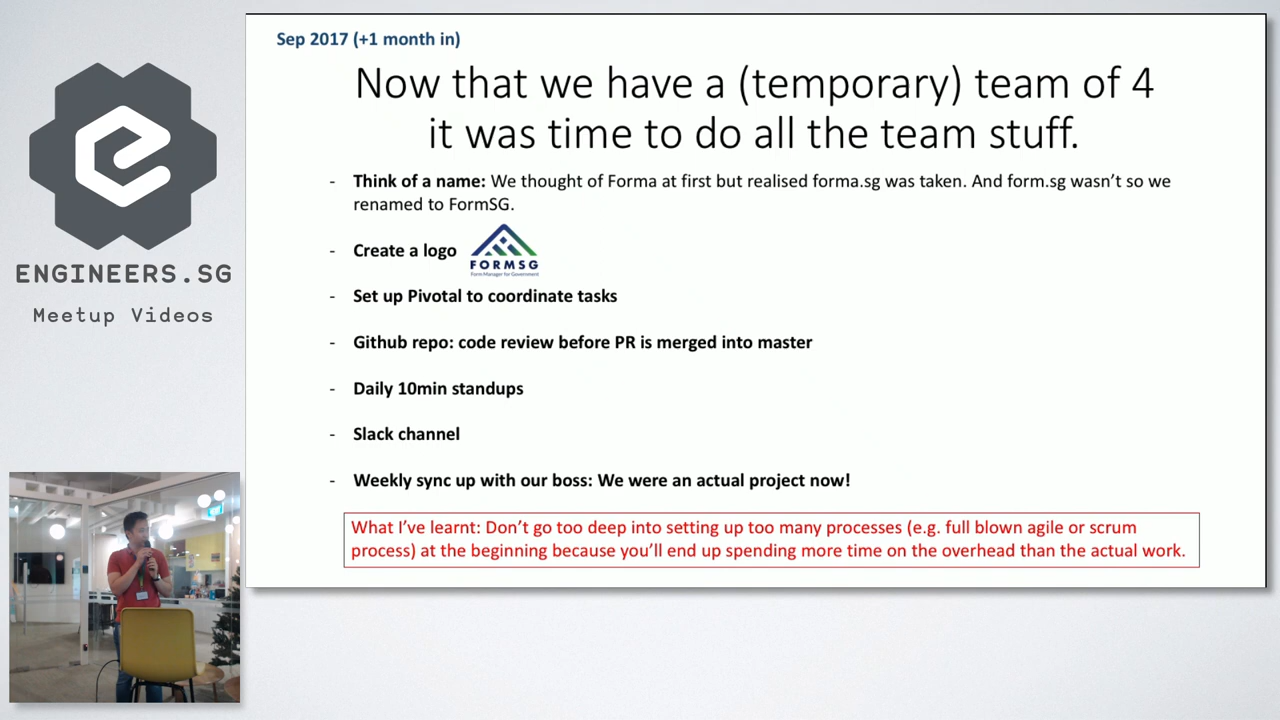 Sep 2017 (+1 month in)
Now that we have a (temporary) team of 4
it was time to do all the team stuff.
- Think of a name: We thought of Forma at first but realised forma.sg was taken. And form.sg wasn't so we
renamed to FormSG.
- Create a logo
FORMSG
Form Manager for Government
- Set up Pivotal to coordinate tasks
- Github repo: code review before PR is merged into master
- Daily 10min standups
- Slack channel
- Weekly sync up with our boss: We were an actual project now!
What I've learnt: Don't go too deep into setting up too many processes (e.g. full blown agile or scrum
process) at the beginning because you'll end up spending more time on the overhead than the actual work.
ENGINEERS.SG
Meetup Videos